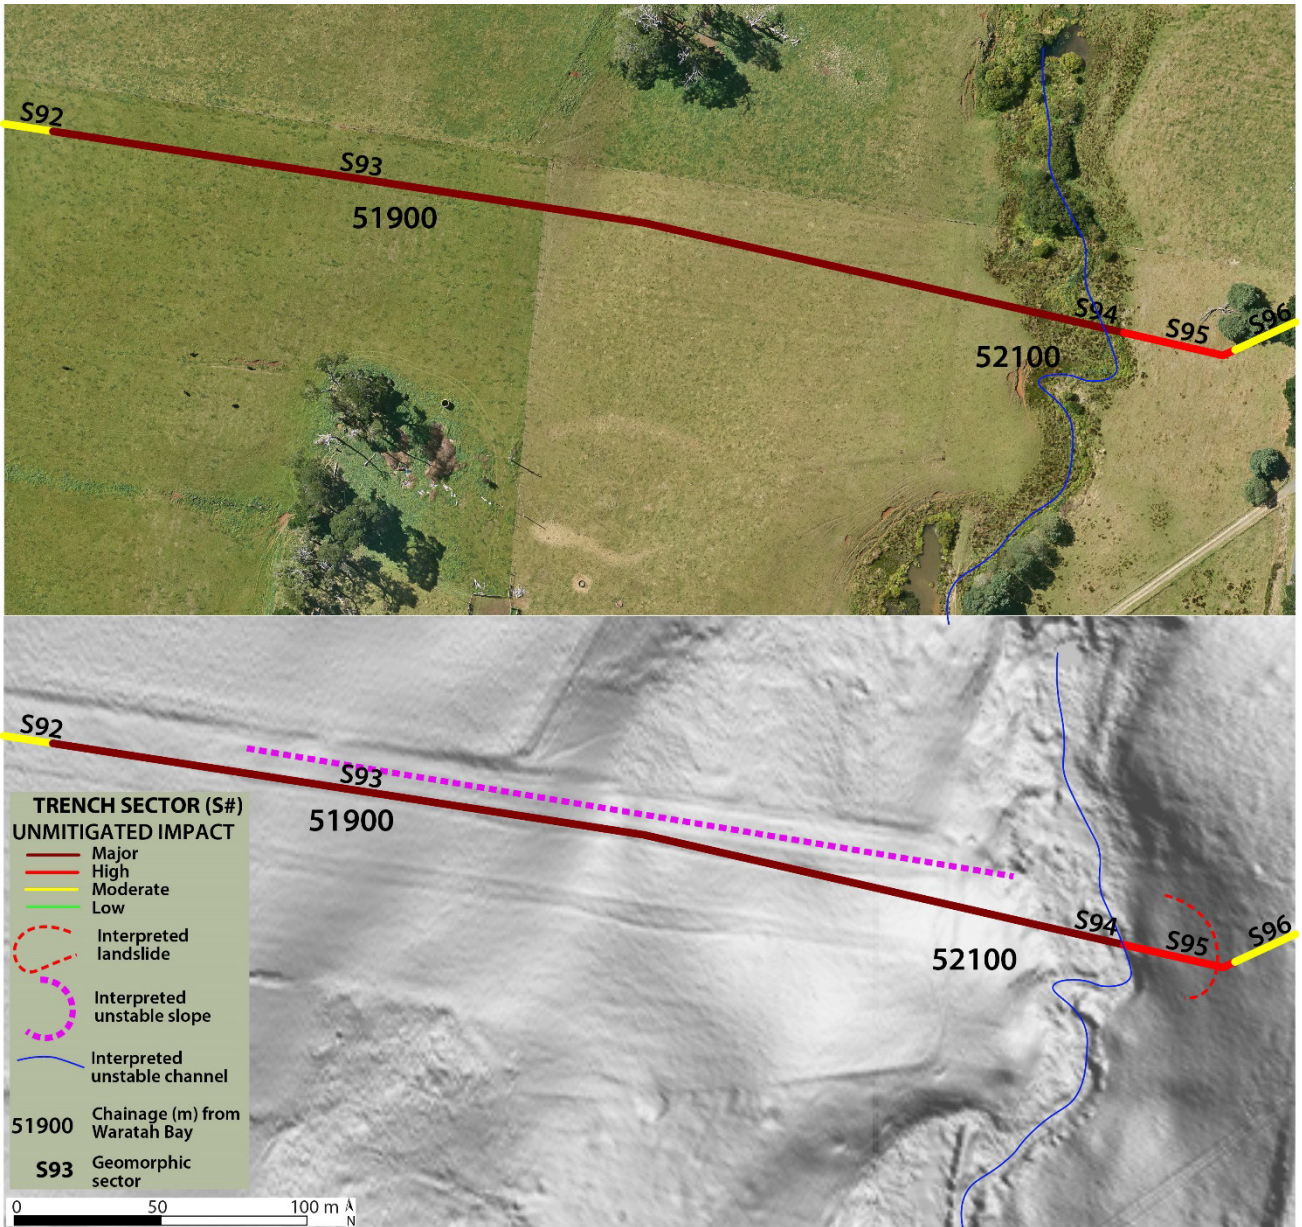 S92
S93
51900
S94
S95
S96
52100
S92
S93
51900
S94
S95
S96
52100
TRENCH SECTOR (S#)
UNMITIGATED IMPACT
Major
High
Moderate
Low
Interpreted
landslide
Interpreted
unstable slope
Interpreted
unstable channel
51900 Chainage (m) from
Waratah Bay
S93 Geomorphic
sector
0 50 100 m
N